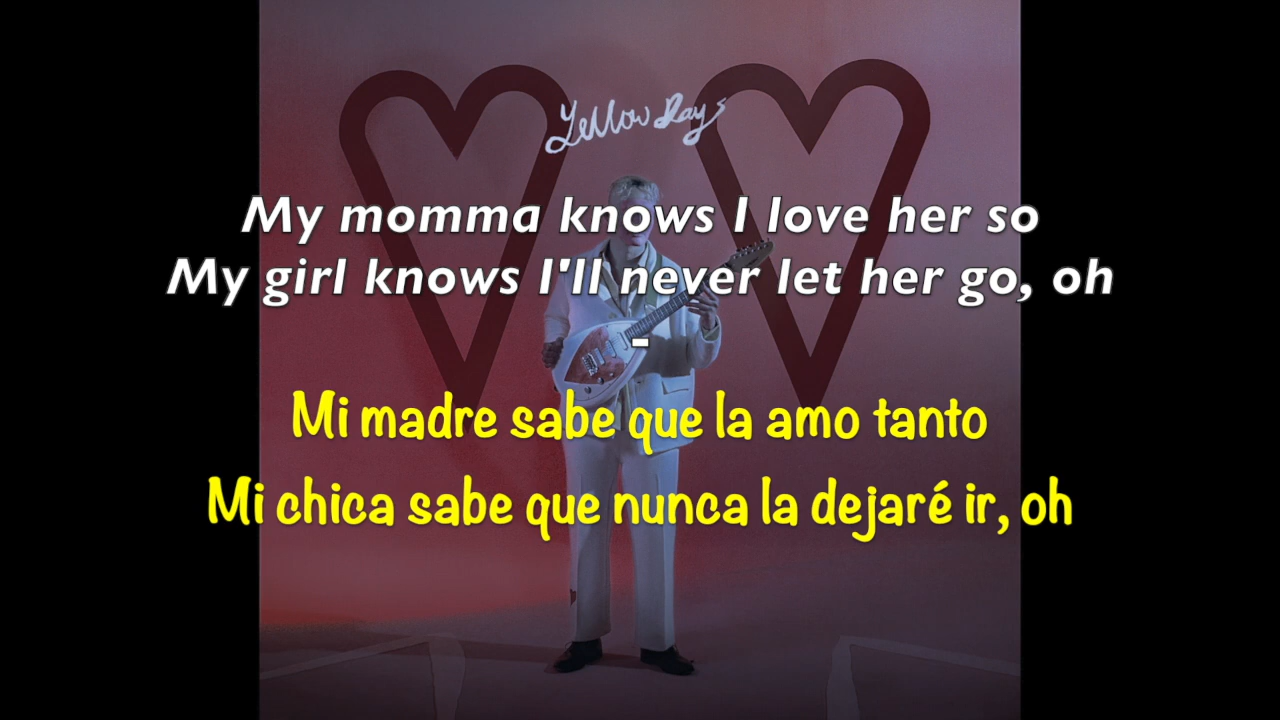 Yellow Days
My momma knows I love her so
My girl knows I'll never let her go, oh
-
Mi madre sabe que la amo tanto
Mi chica sabe que nunca la dejaré ir, oh